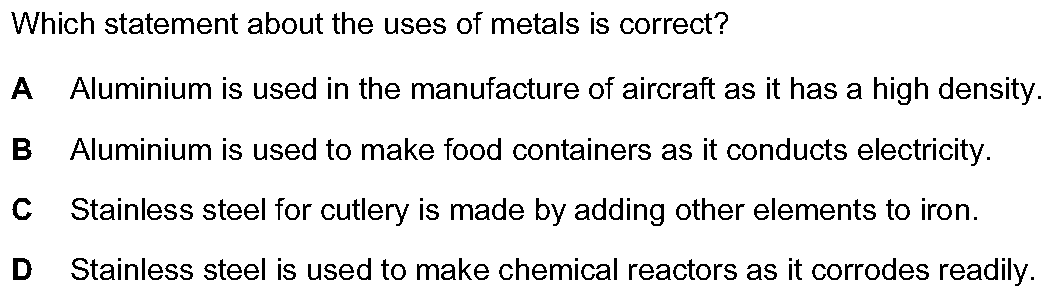 Which statement about the uses of metals is correct?
A Aluminium is used in the manufacture of aircraft as it has a high density.
B Aluminium is used to make food containers as it conducts electricity.
C Stainless steel for cutlery is made by adding other elements to iron.
D Stainless steel is used to make chemical reactors as it corrodes readily.